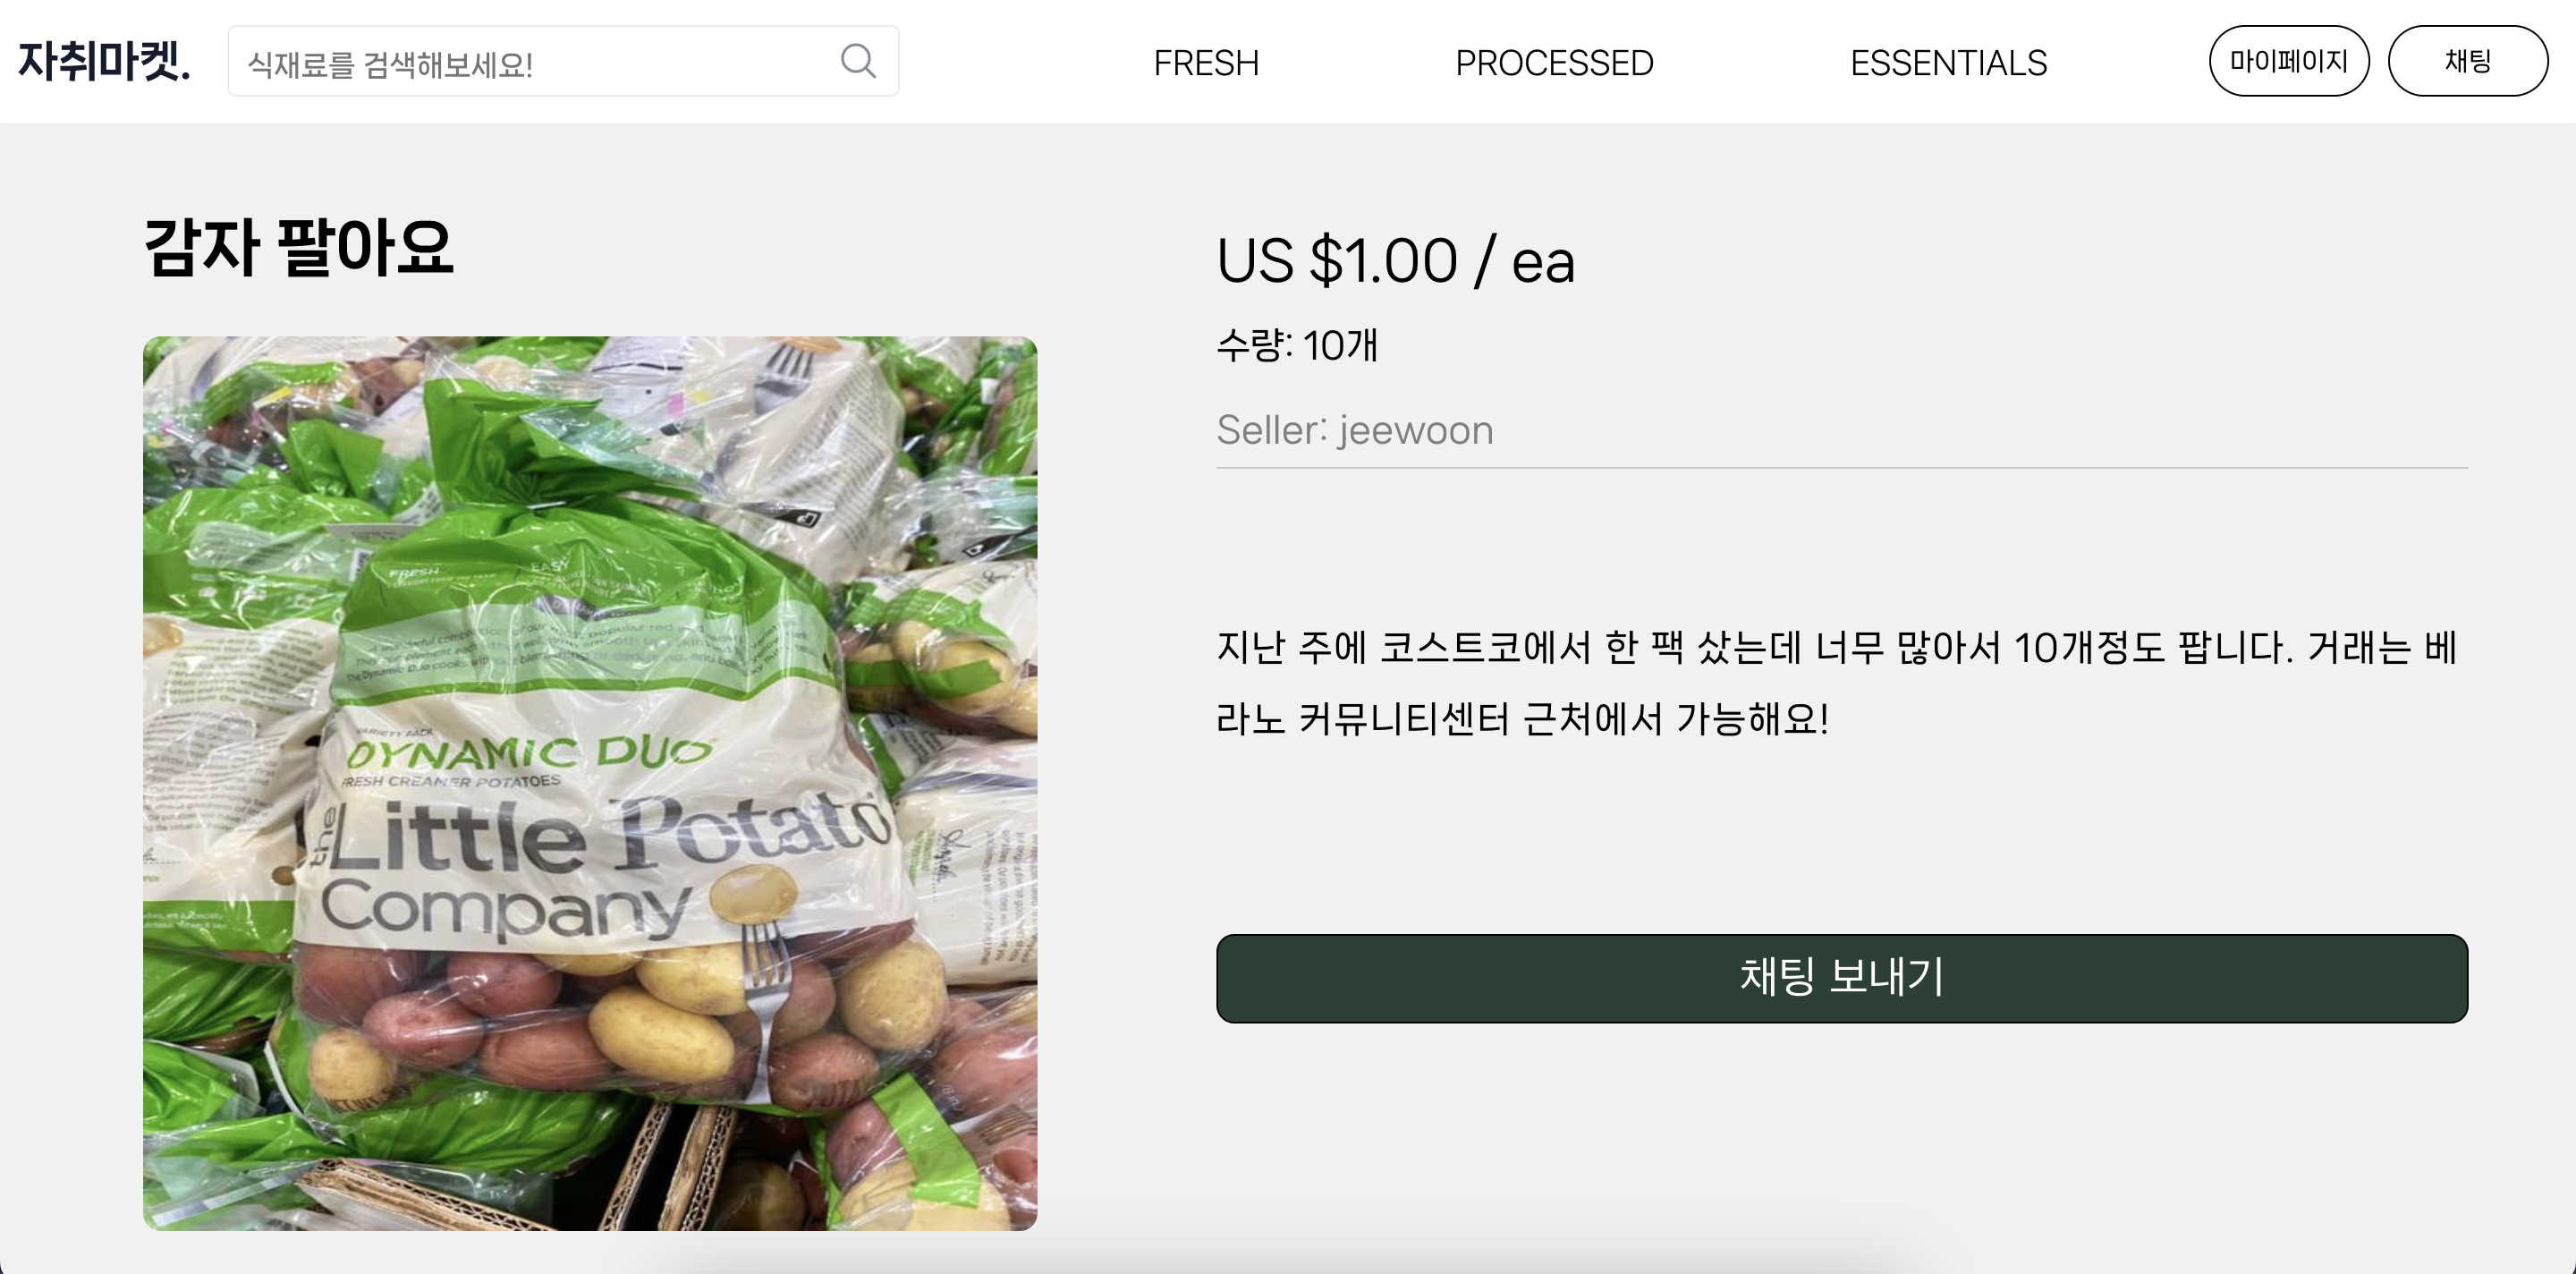 자취마켓.
식재료를 검색해보세요!
FRESH
PROCESSED
ESSENTIALS
마이페이지
채팅
감자 팔아요
US $1.00 / ea
수량: 10개
Seller: jeewoon
지난 주에 코스트코에서 한 팩 샀는데 너무 많아서 10개정도 팝니다. 거래는 베
라노 커뮤니티센터 근처에서 가능해요!
채팅 보내기
FRESH
EASY
VARIETY PACK
DYNAMIC DUO
FRESH CREAMER POTATOES
the Little Potato
Company